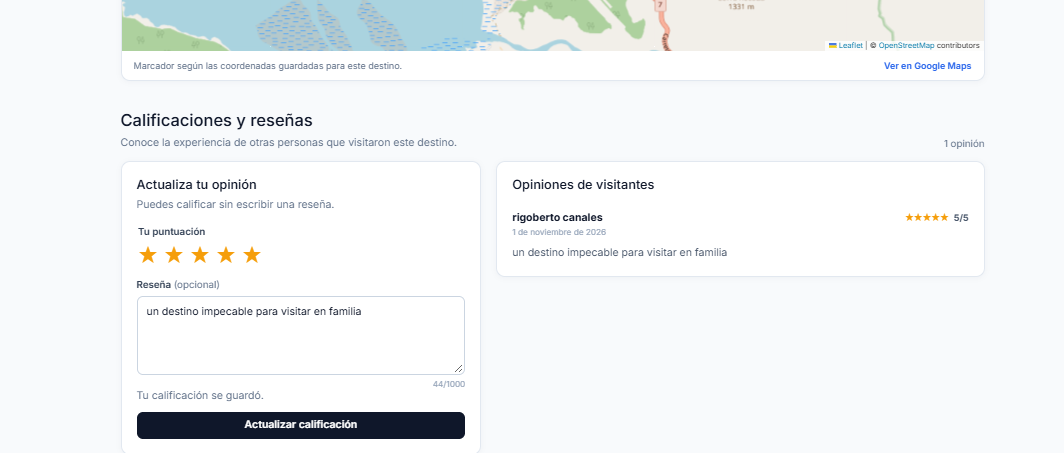 7
1331 m
Leaflet | © OpenStreetMap contributors
Marcador según las coordenadas guardadas para este destino.
Ver en Google Maps
Calificaciones y reseñas
Conoce la experiencia de otras personas que visitaron este destino.
1 opinión
Actualiza tu opinión
Puedes calificar sin escribir una reseña.
Tu puntuación
Reseña (opcional)
un destino impecable para visitar en familia
44/1000
Tu calificación se guardó.
Actualizar calificación
Opiniones de visitantes
rigoberto canales
★★★★★ 5/5
1 de noviembre de 2026
un destino impecable para visitar en familia